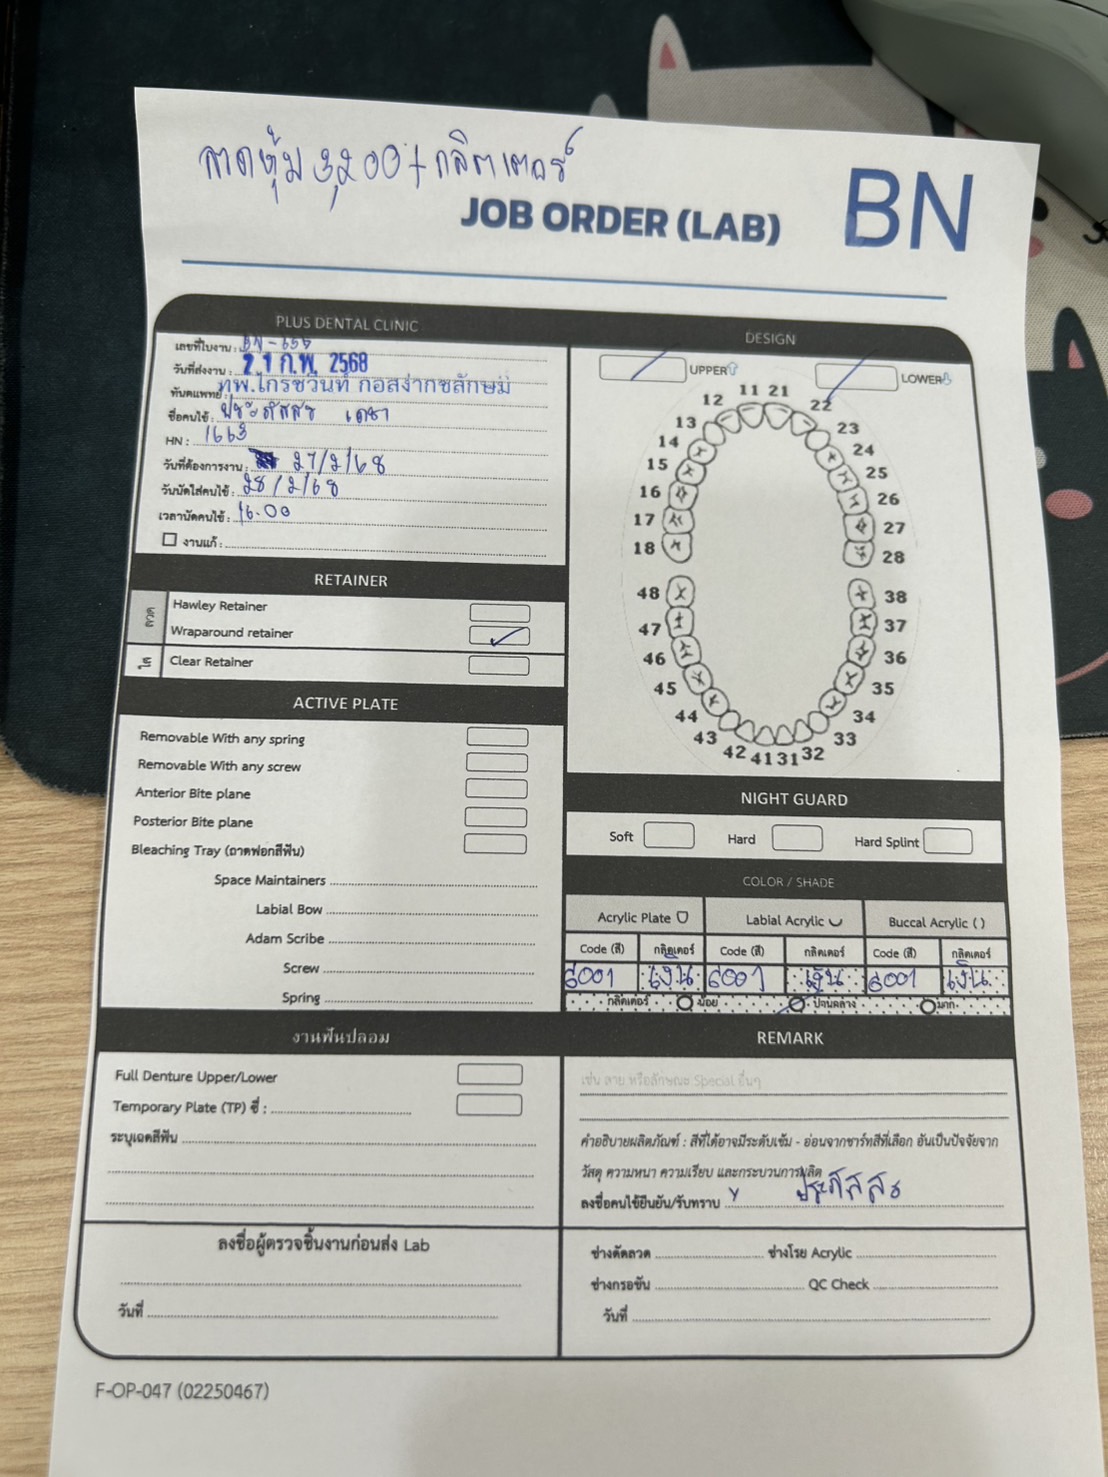 ลวดหุ้ม 3,200 + กลิตเตอร์
JOB ORDER (LAB)
BN
PLUS DENTAL CLINIC
เลขที่ใบงาน : BN - 655
วันที่ส่งงาน : 21 ก.พ. 2568
ทันตแพทย์ : ทพ.ไกรชวินท์
ชื่อคนไข้ : ประภัสสร เดชา
HN : 1663
วันที่ต้องการงาน : 27/2/68
วันนัดใส่คนไข้ : 28/2/68
เวลานัดคนไข้ : 16.00
งานแก้ :
RETAINER
ลวด
Hawley Retainer
Wraparound retainer
ใส
Clear Retainer
ACTIVE PLATE
Removable With any spring
Removable With any screw
Anterior Bite plane
Posterior Bite plane
Bleaching Tray (ถาดฟอกสีฟัน)
Space Maintainers
Labial Bow
Adam Scribe
Screw
Spring
DESIGN
UPPER
LOWER
11 21
12 22
13 23
14 24
15 25
16 26
17 27
18 28
48 38
47 37
46 36
45 35
44 34
43 33
42 41 31 32
NIGHT GUARD
Soft Hard Hard Splint
COLOR / SHADE
Acrylic Plate Labial Acrylic Buccal Acrylic ( )
Code (สี) กลิตเตอร์ Code (สี) กลิตเตอร์ Code (สี) กลิตเตอร์
6001 เงิน 6001 เงิน 6001 เงิน
กลิตเตอร์ น้อย ปานกลาง มาก
งานฟันปลอม
Full Denture Upper/Lower
Temporary Plate (TP) ซี่ :
ระบุเฉดสีฟัน
REMARK
เช่น ลาย หรือลักษณะ Special อื่นๆ
คำอธิบายผลิตภัณฑ์ : สีที่ได้อาจมีระดับเข้ม - อ่อนจากชาร์ทสีที่เลือก อันเป็นปัจจัยจาก
วัสดุ ความหนา ความเรียบ และกระบวนการผลิต
ลงชื่อคนไข้ยืนยัน/รับทราบ ประภัสสร
ลงชื่อผู้ตรวจชิ้นงานก่อนส่ง Lab
วันที่
ช่างดัดลวด ช่างโรย Acrylic
ช่างกรอขัน QC Check
วันที่
F-OP-047 (02250467)